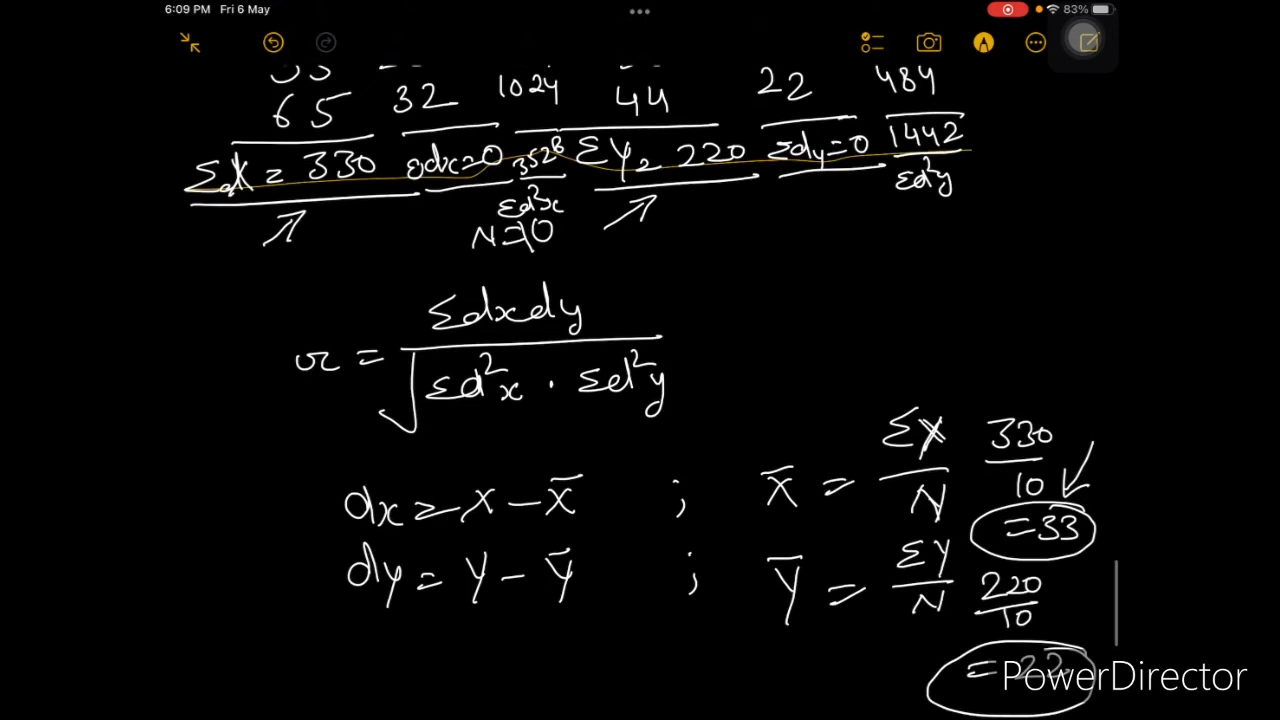 6:09 PM Fri 6 May 83%
65 32 1024 44 22 484
ΣX = 330 Σdx=0 3528 ΣY= 220 Σdy=0 1442
Σd²x Σd²y
N=10
Σdxdy
r =
√Σd²x · Σd²y
ΣX 330
dx = X - X̄ ; X̄ = N 10
=33
dy = Y - Ȳ ; Ȳ = ΣY/N 220/10
= 22
PowerDirector